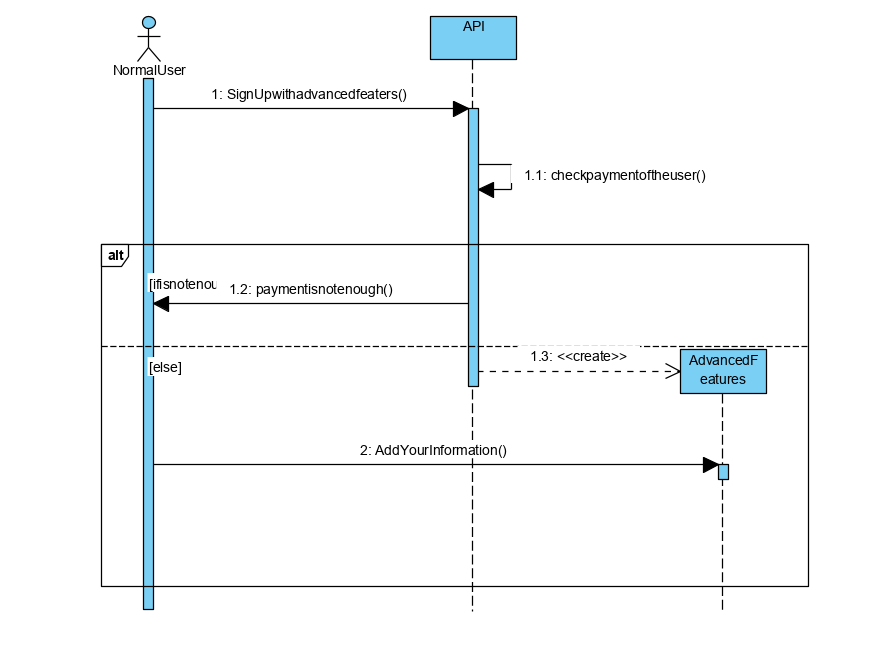 API
NormalUser
1: SignUpwithadvancedfeaters()
1.1: checkpaymentoftheuser()
alt
[ifisnotenou
1.2: paymentisnotenough()
1.3: <<create>>
AdvancedF
eatures
[else]
2: AddYourInformation()